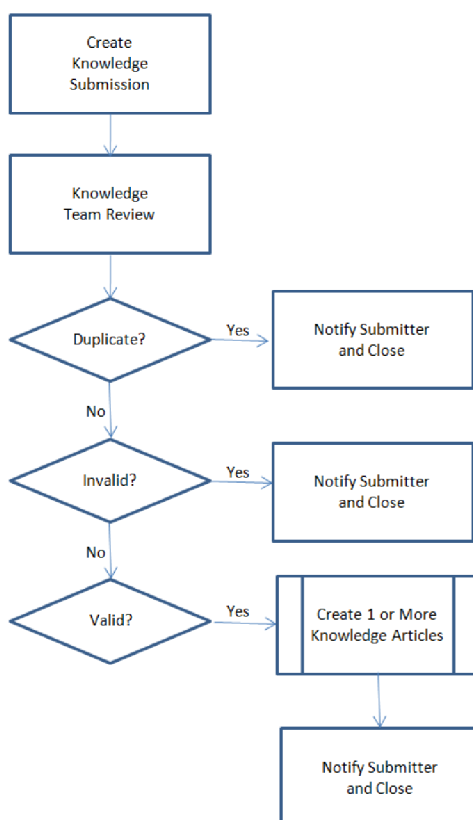 Create
Knowledge
Submission
Knowledge
Team Review
Duplicate?
Yes
Notify Submitter
and Close
No
Invalid?
Yes
Notify Submitter
and Close
No
Valid?
Yes
Create 1 or More
Knowledge Articles
Notify Submitter
and Close